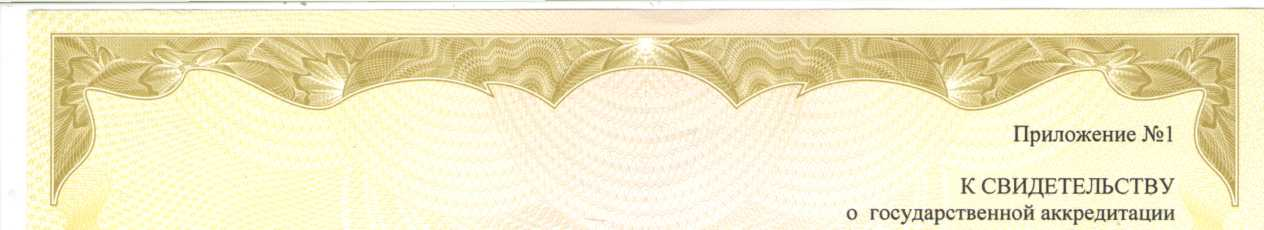 Приложение №1
К СВИДЕТЕЛЬСТВУ
о государственной аккредитации